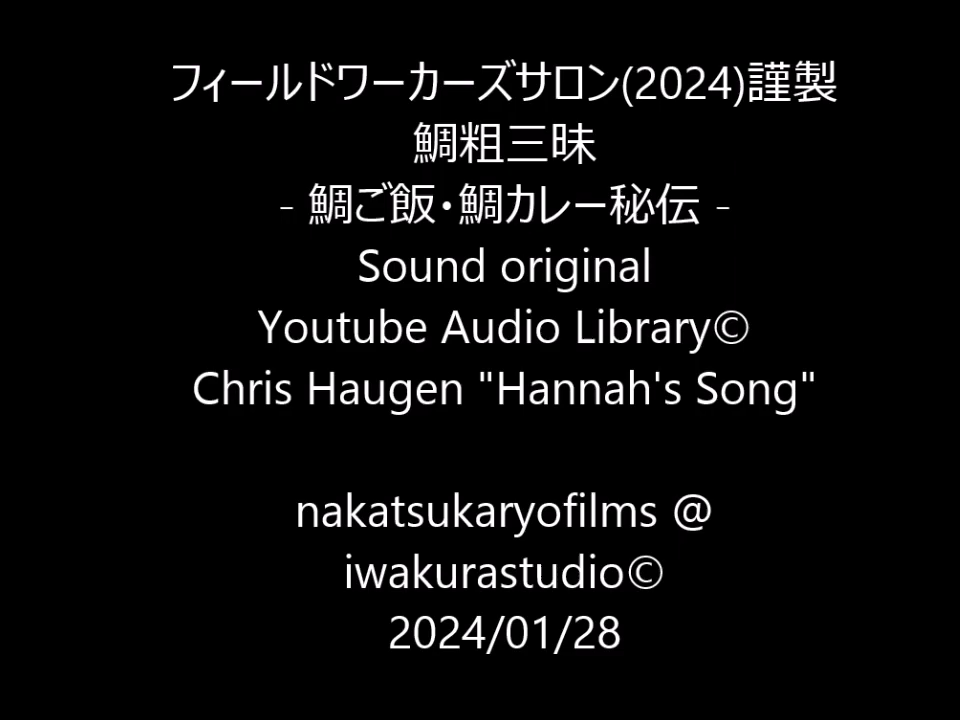 フィールドワーカーズサロン(2024)謹製
鯛粗三昧
- 鯛ご飯・鯛カレー秘伝 -
Sound original
Youtube Audio Library©
Chris Haugen "Hannah's Song"
nakatsukaryofilms @
iwakurastudio©
2024/01/28